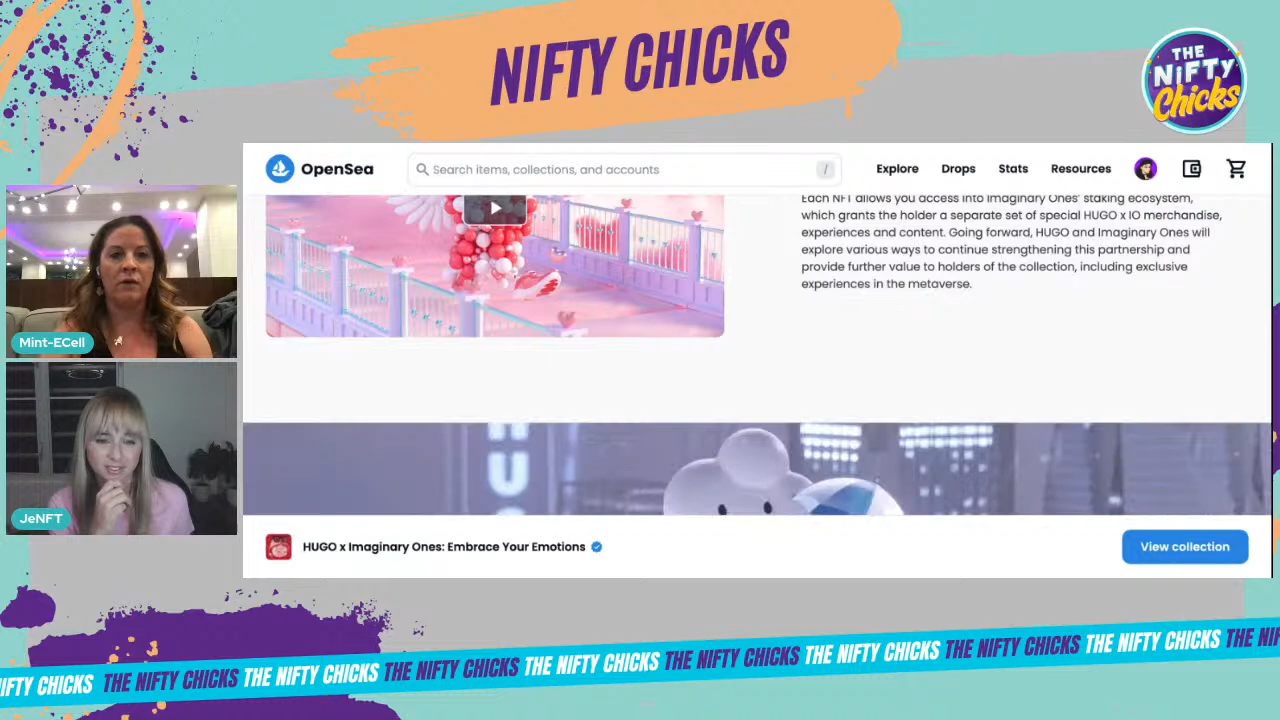 NIFTY CHICKS
THE
NiFTy
Chicks
OpenSea
Search items, collections, and accounts
/
Explore
Drops
Stats
Resources
Each NFT allows you access into Imaginary Ones' staking ecosystem,
which grants the holder a separate set of special HUGO x IO merchandise,
experiences and content. Going forward, HUGO and Imaginary Ones will
explore various ways to continue strengthening this partnership and
provide further value to holders of the collection, including exclusive
experiences in the metaverse.
Mint-ECell
JeNFT
HU
HUGO x Imaginary Ones: Embrace Your Emotions
View collection
NIFTY CHICKS THE NIFTY CHICKS THE NIFTY CHICKS THE NIFTY CHICKS THE NIFTY CHICKS THE NIFTY CHICKS THE NIFTY CHICKS THE NIFTY CHICKS THE NIF